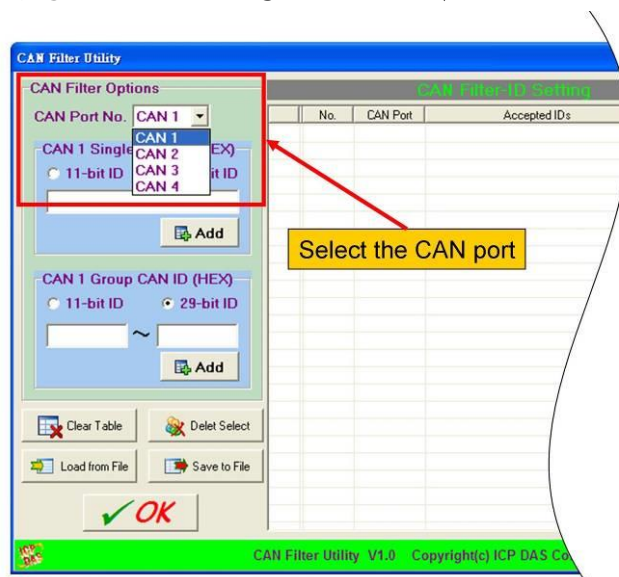 CAN Filter Utility
CAN Filter Options
CAN Filter-ID Setting
CAN Port No. CAN 1
No. CAN Port Accepted IDs
CAN 1
CAN 2
CAN 3
CAN 4
CAN 1 Single EX)
11-bit ID it ID
Add
Select the CAN port
CAN 1 Group CAN ID (HEX)
11-bit ID 29-bit ID
~
Add
Clear Table Delet Select
Load from File Save to File
OK
ICP DAS CAN Filter Utility V1.0 Copyright(c) ICP DAS Co